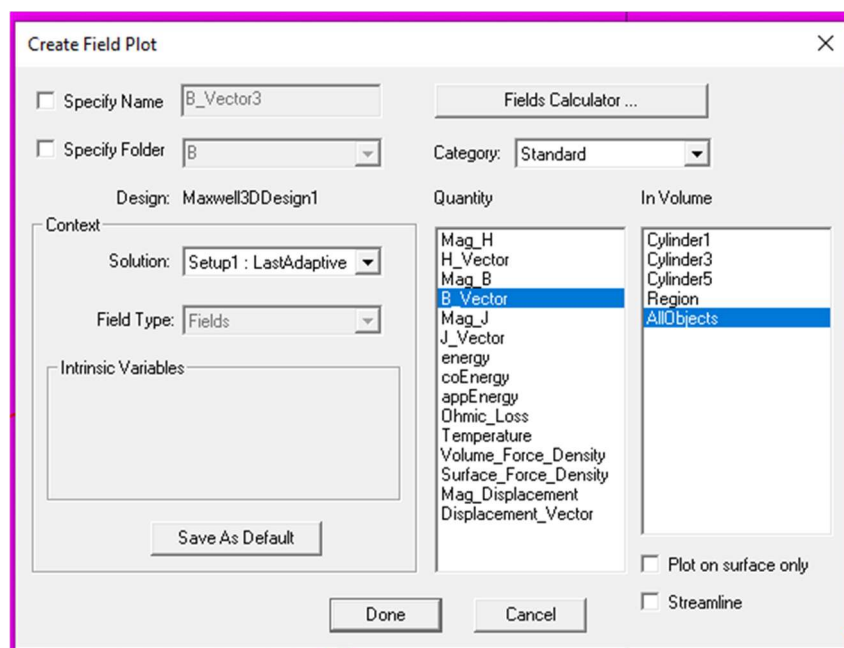 Create Field Plot
Specify Name B_Vector3 Fields Calculator ...
Specify Folder B Category: Standard
Design: Maxwell3DDesign1 Quantity In Volume
Context
Solution: Setup1 : LastAdaptive
Field Type: Fields
Intrinsic Variables
Save As Default
Mag_H
H_Vector
Mag_B
B_Vector
Mag_J
J_Vector
energy
coEnergy
appEnergy
Ohmic_Loss
Temperature
Volume_Force_Density
Surface_Force_Density
Mag_Displacement
Displacement_Vector
Cylinder1
Cylinder3
Cylinder5
Region
AllObjects
Plot on surface only
Streamline
Done Cancel